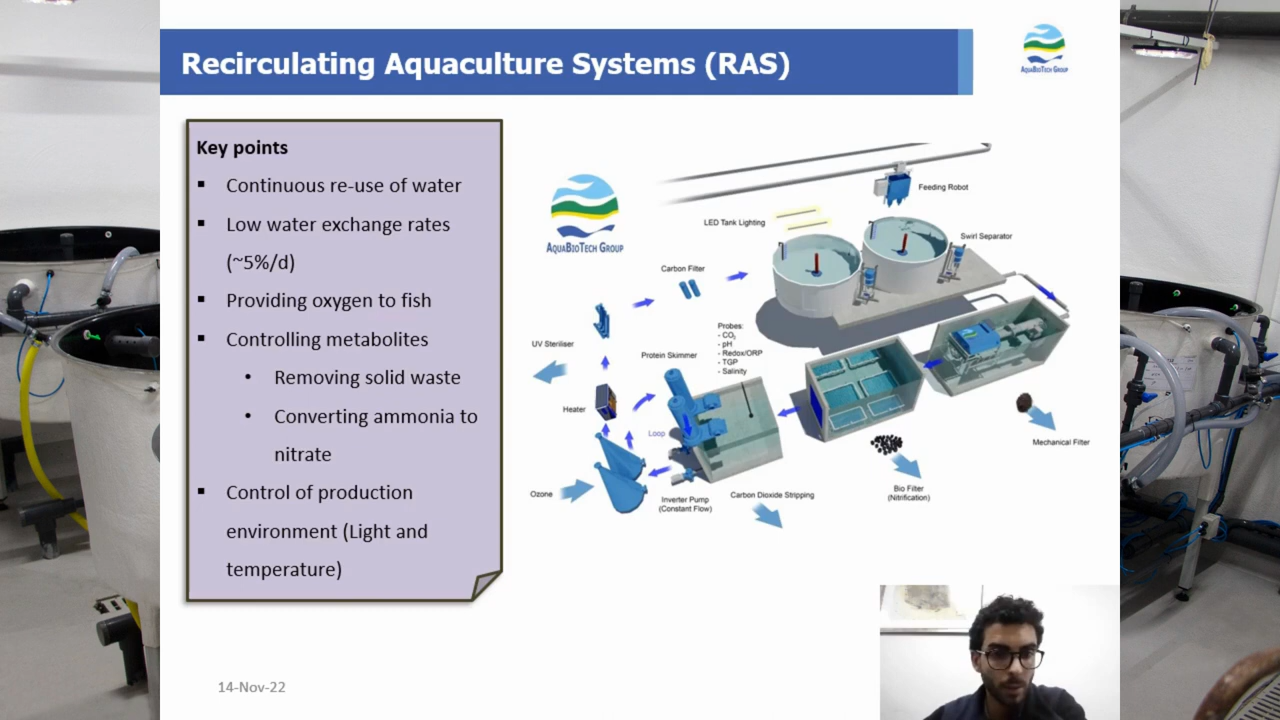 Recirculating Aquaculture Systems (RAS)
AQUABIOTECH GROUP
Key points
▪ Continuous re-use of water
▪ Low water exchange rates
(~5%/d)
▪ Providing oxygen to fish
▪ Controlling metabolites
• Removing solid waste
• Converting ammonia to
nitrate
▪ Control of production
environment (Light and
temperature)
AQUABIOTECH GROUP
Feeding Robot
LED Tank Lighting
Swirl Separator
Carbon Filter
Probes:
- CO₂
- pH
- Redox/ORP
- TGP
- Salinity
UV Steriliser
Protein Skimmer
Heater
Loop
Mechanical Filter
Ozone
Inverter Pump
(Constant Flow)
Carbon Dioxide Stripping
Bio Filter
(Nitrification)
14-Nov-22